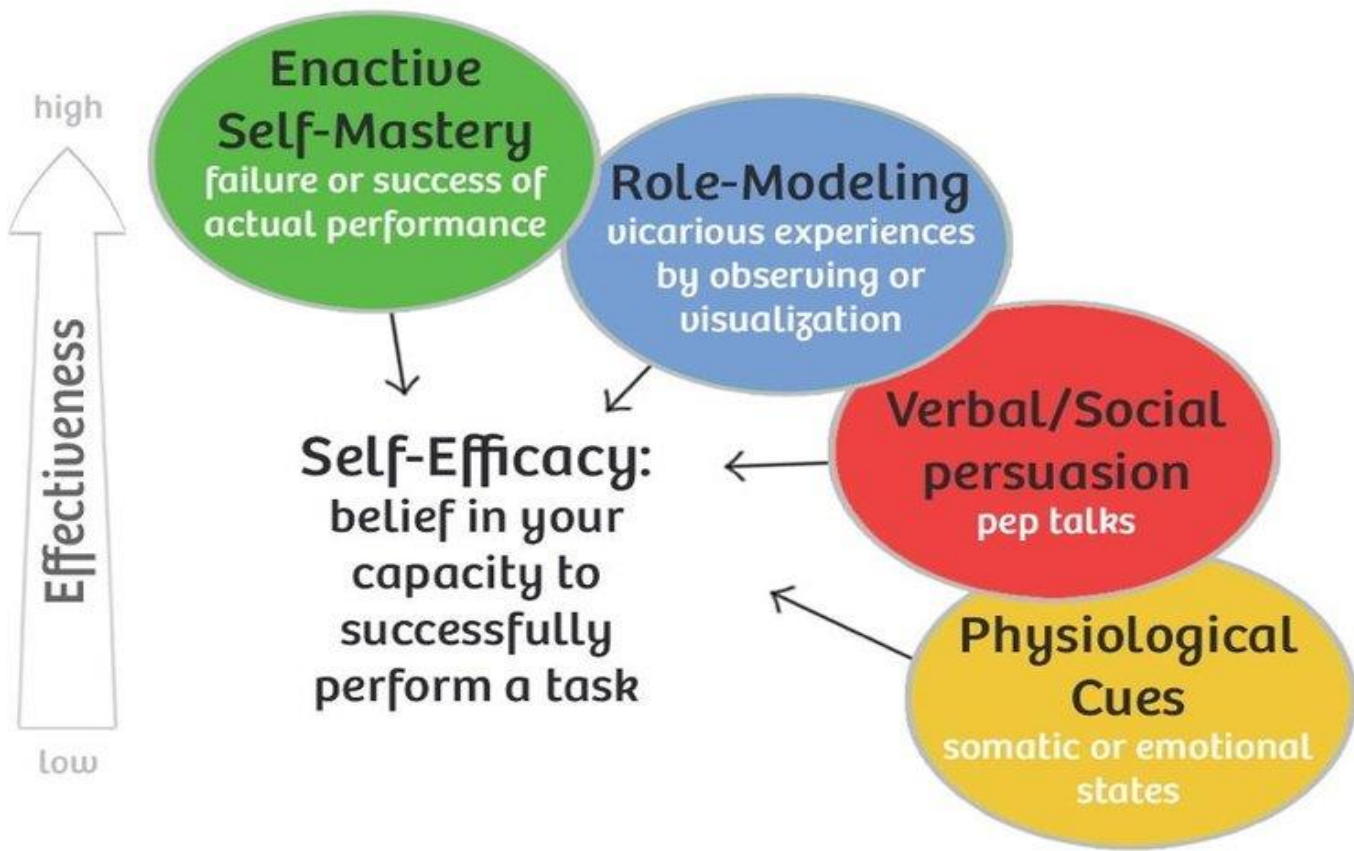 high
Effectiveness
low
Enactive
Self-Mastery
failure or success of
actual performance
Role-Modeling
vicarious experiences
by observing or
visualization
Verbal/Social
persuasion
pep talks
Physiological
Cues
somatic or emotional
states
Self-Efficacy:
belief in your
capacity to
successfully
perform a task